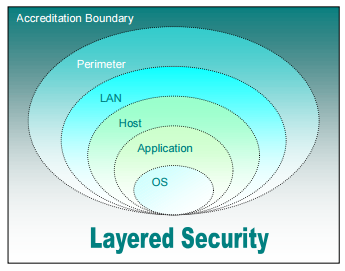 Accreditation Boundary
Perimeter
LAN
Host
Application
OS
Layered Security